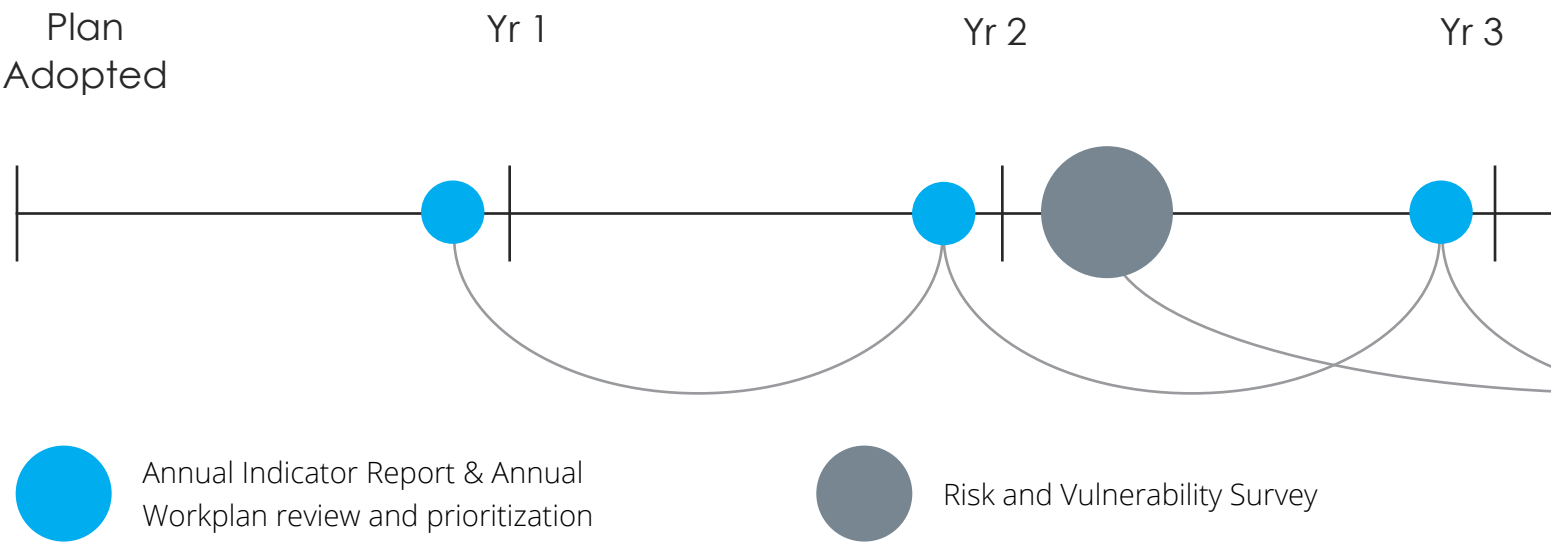 Plan
Adopted
Yr 1
Yr 2
Yr 3
Annual Indicator Report & Annual
Workplan review and prioritization
Risk and Vulnerability Survey